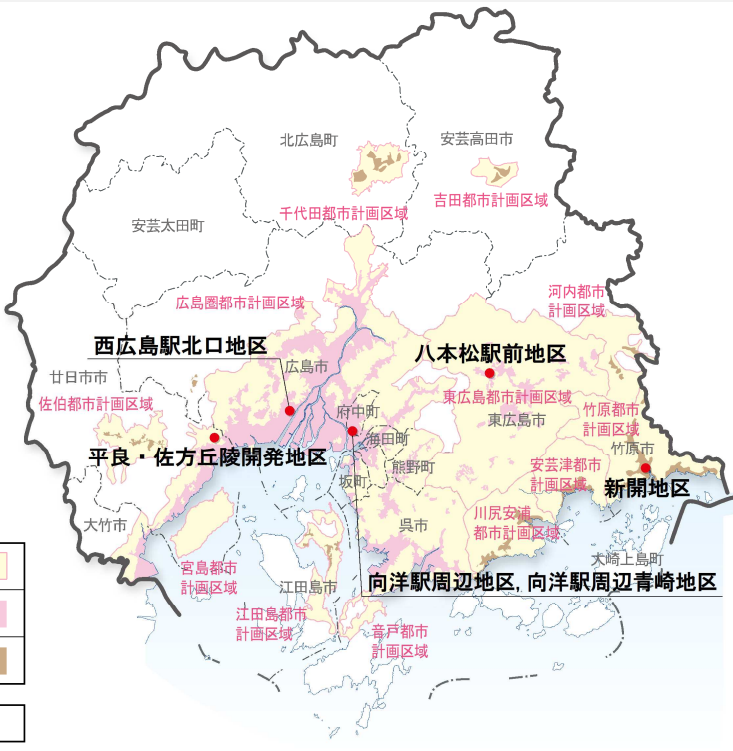 北広島町
安芸高田市
千代田都市計画区域
吉田都市計画区域
安芸太田町
広島圏都市計画区域
河内都市
計画区域
西広島駅北口地区
八本松駅前地区
広島市
廿日市市
佐伯都市計画区域
東広島都市計画区域
府中町
東広島市
竹原都市
計画区域
海田町
竹原市
平良・佐方丘陵開発地区
熊野町
安芸津都市
計画区域
坂町
新開地区
大竹市
呉市
川尻安浦
都市計画区域
宮島都市
計画区域
江田島市
大崎上島町
向洋駅周辺地区, 向洋駅周辺青崎地区
江田島都市
計画区域
音戸都市
計画区域